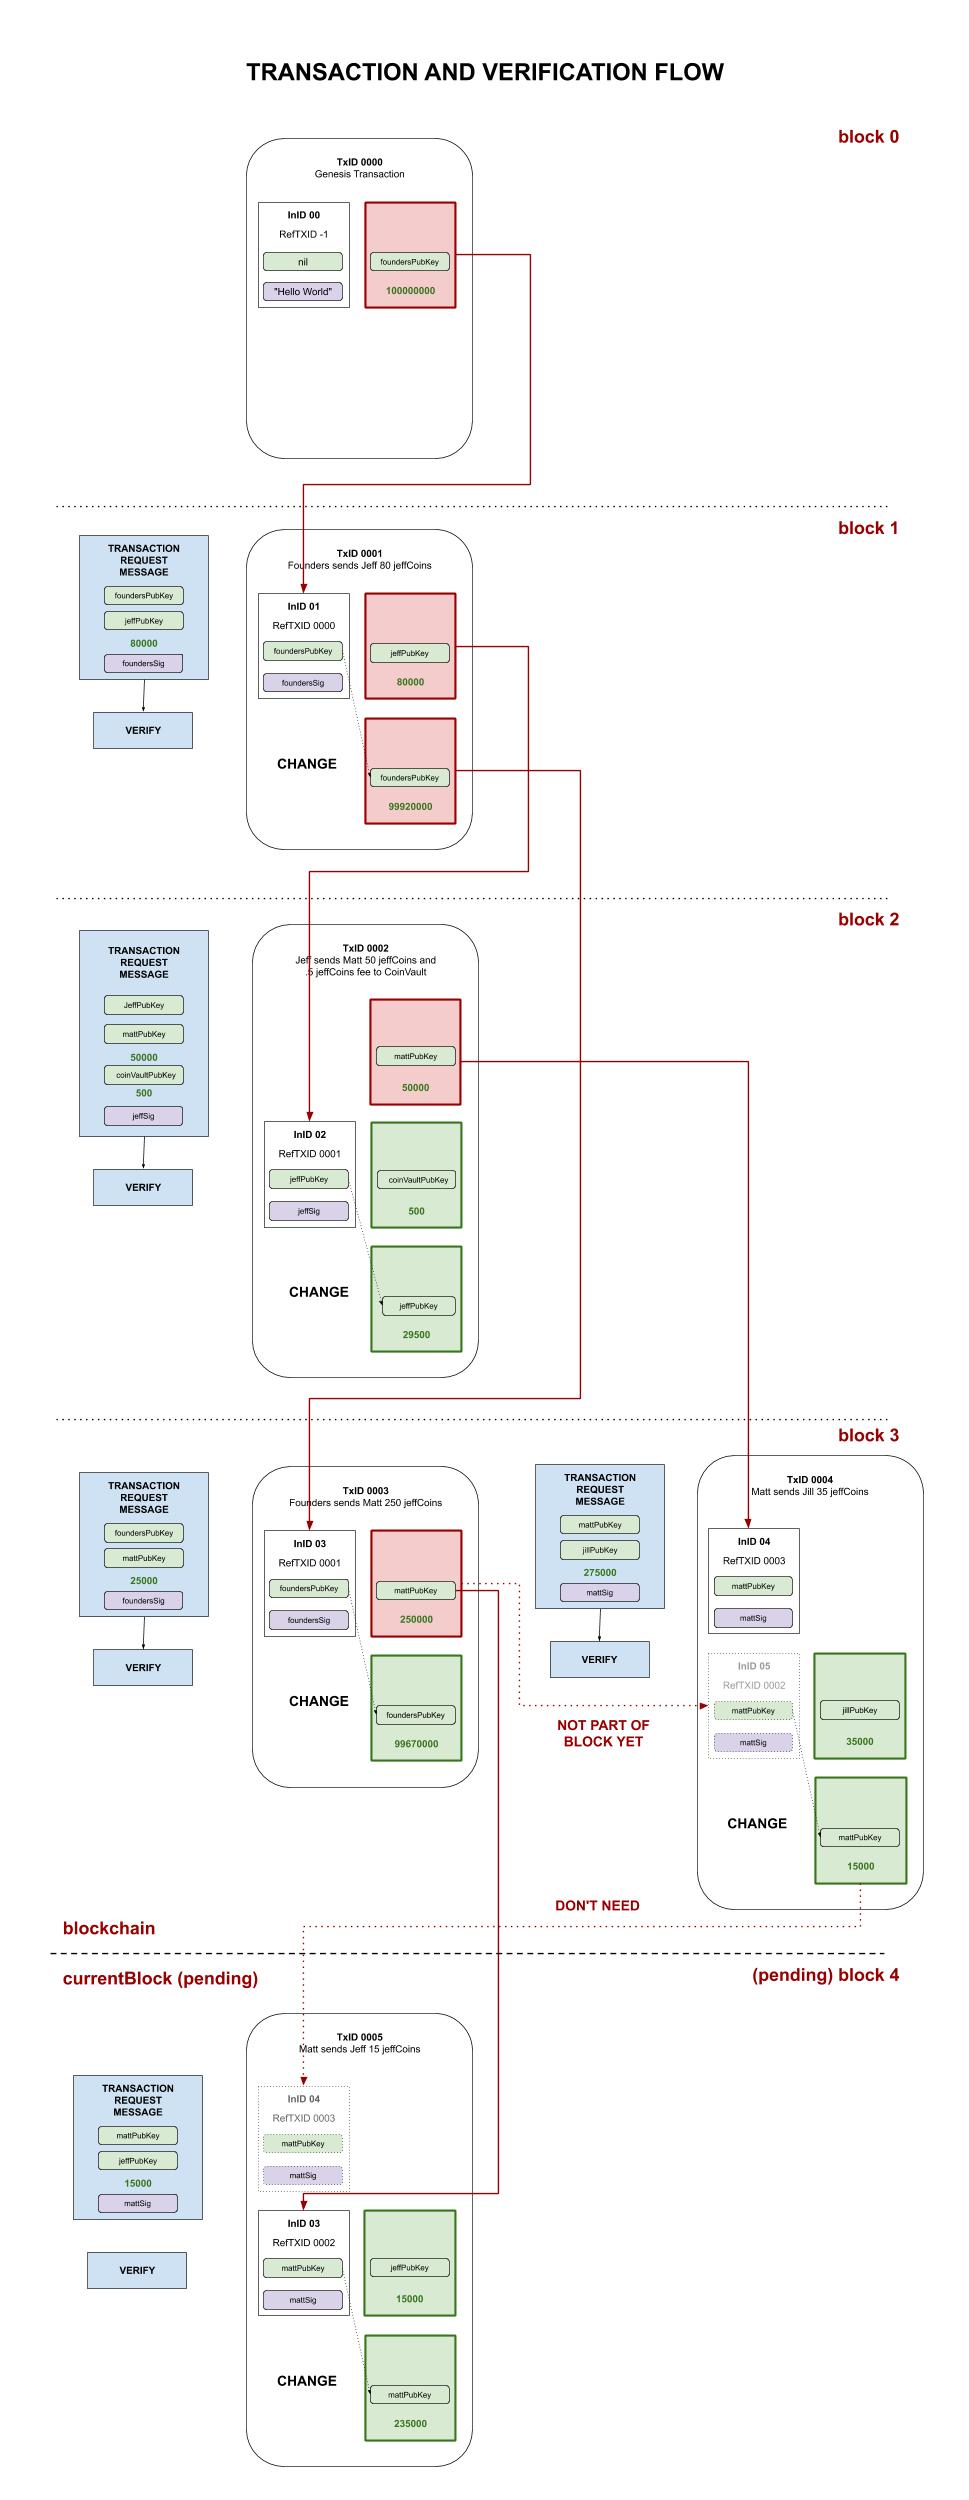 TRANSACTION AND VERIFICATION FLOW
block 0
TxID 0000
Genesis Transaction
InID 00
RefTXID -1
nil
"Hello World"
foundersPubKey
100000000
block 1
TRANSACTION
REQUEST
MESSAGE
foundersPubKey
jeffPubKey
80000
foundersSig
VERIFY
TxID 0001
Founders sends Jeff 80 jeffCoins
InID 01
RefTXID 0000
foundersPubKey
foundersSig
jeffPubKey
80000
CHANGE
foundersPubKey
99920000
block 2
TRANSACTION
REQUEST
MESSAGE
JeffPubKey
mattPubKey
50000
coinVaultPubKey
500
jeffSig
VERIFY
TxID 0002
Jeff sends Matt 50 jeffCoins and
.5 jeffCoins fee to CoinVault
mattPubKey
50000
InID 02
RefTXID 0001
jeffPubKey
jeffSig
coinVaultPubKey
500
CHANGE
jeffPubKey
29500
block 3
TRANSACTION
REQUEST
MESSAGE
foundersPubKey
mattPubKey
25000
foundersSig
VERIFY
TxID 0003
Founders sends Matt 250 jeffCoins
InID 03
RefTXID 0001
foundersPubKey
foundersSig
mattPubKey
250000
CHANGE
foundersPubKey
99670000
TRANSACTION
REQUEST
MESSAGE
mattPubKey
jillPubKey
275000
mattSig
VERIFY
NOT PART OF
BLOCK YET
TxID 0004
Matt sends Jill 35 jeffCoins
InID 04
RefTXID 0003
mattPubKey
mattSig
InID 05
RefTXID 0002
mattPubKey
mattSig
jillPubKey
35000
CHANGE
mattPubKey
15000
DON'T NEED
blockchain
currentBlock (pending)
(pending) block 4
TRANSACTION
REQUEST
MESSAGE
mattPubKey
jeffPubKey
15000
mattSig
VERIFY
TxID 0005
Matt sends Jeff 15 jeffCoins
InID 04
RefTXID 0003
mattPubKey
mattSig
InID 03
RefTXID 0002
mattPubKey
mattSig
jeffPubKey
15000
CHANGE
mattPubKey
235000